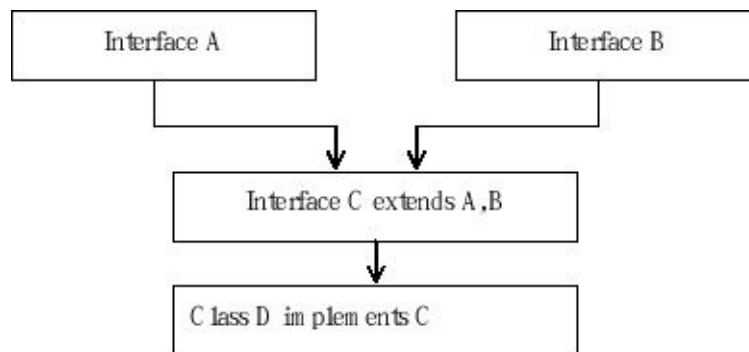 Interface A
Interface B
Interface C extends A,B
Class D implements C